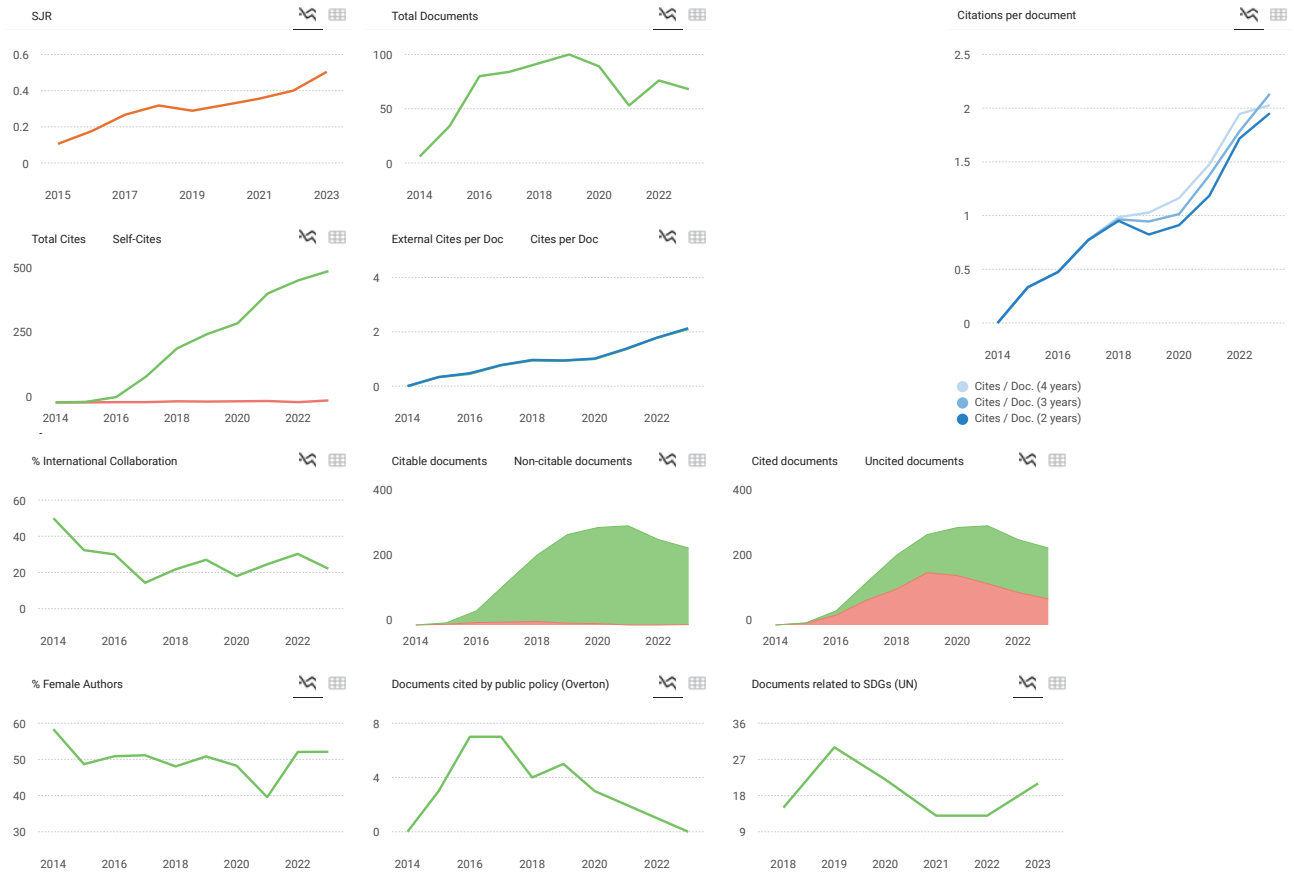 SJR
0.6
0.4
0.2
0
2015 2017 2019 2021 2023
Total Documents
100
50
0
2014 2016 2018 2020 2022
Citations per document
2.5
2
1.5
1
0.5
0
2014 2016 2018 2020 2022
Cites / Doc. (4 years)
Cites / Doc. (3 years)
Cites / Doc. (2 years)
Total Cites Self-Cites
500
250
0
2014 2016 2018 2020 2022
-
External Cites per Doc Cites per Doc
4
2
0
2014 2016 2018 2020 2022
% International Collaboration
60
40
20
0
2014 2016 2018 2020 2022
Citable documents Non-citable documents
400
200
0
2014 2016 2018 2020 2022
Cited documents Uncited documents
400
200
0
2014 2016 2018 2020 2022
% Female Authors
60
50
40
30
2014 2016 2018 2020 2022
Documents cited by public policy (Overton)
8
4
0
2014 2016 2018 2020 2022
Documents related to SDGs (UN)
36
27
18
9
2018 2019 2020 2021 2022 2023